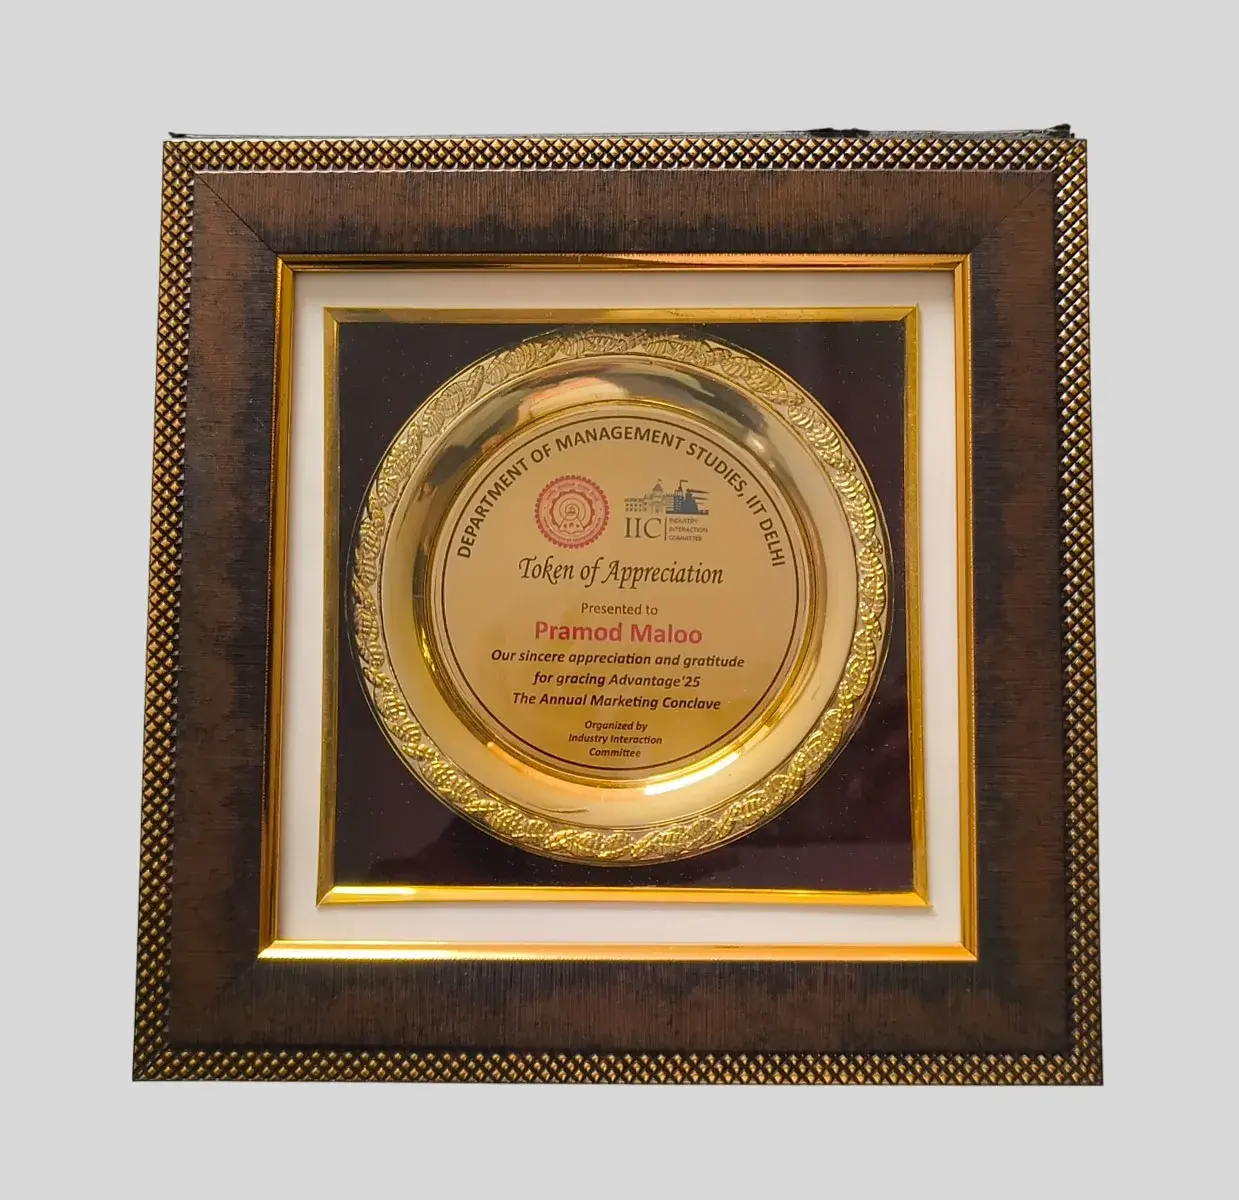 DEPARTMENT OF MANAGEMENT STUDIES, IIT DELHI
IIC
INDUSTRY
INTERACTION
COMMITTEE
Token of Appreciation
Presented to
Pramod Maloo
Our sincere appreciation and gratitude
for gracing Advantage'25
The Annual Marketing Conclave
Organized by
Industry Interaction
Committee